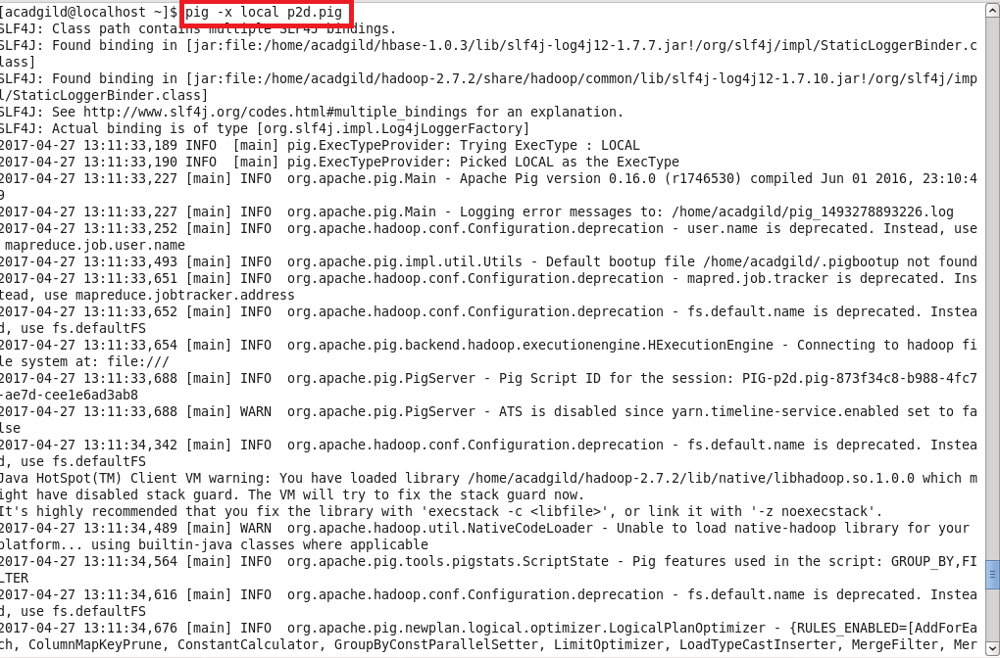 [acadgild@localhost ~]$ pig -x local p2d.pig
SLF4J: Class path contains multiple SLF4J bindings.
SLF4J: Found binding in [jar:file:/home/acadgild/hbase-1.0.3/lib/slf4j-log4j12-1.7.7.jar!/org/slf4j/impl/StaticLoggerBinder.c
lass]
SLF4J: Found binding in [jar:file:/home/acadgild/hadoop-2.7.2/share/hadoop/common/lib/slf4j-log4j12-1.7.10.jar!/org/slf4j/imp
l/StaticLoggerBinder.class]
SLF4J: See http://www.slf4j.org/codes.html#multiple_bindings for an explanation.
SLF4J: Actual binding is of type [org.slf4j.impl.Log4jLoggerFactory]
2017-04-27 13:11:33,189 INFO  [main] pig.ExecTypeProvider: Trying ExecType : LOCAL
2017-04-27 13:11:33,190 INFO  [main] pig.ExecTypeProvider: Picked LOCAL as the ExecType
2017-04-27 13:11:33,227 [main] INFO  org.apache.pig.Main - Apache Pig version 0.16.0 (r1746530) compiled Jun 01 2016, 23:10:4
9
2017-04-27 13:11:33,227 [main] INFO  org.apache.pig.Main - Logging error messages to: /home/acadgild/pig_1493278893226.log
2017-04-27 13:11:33,252 [main] INFO  org.apache.hadoop.conf.Configuration.deprecation - user.name is deprecated. Instead, use
 mapreduce.job.user.name
2017-04-27 13:11:33,493 [main] INFO  org.apache.pig.impl.util.Utils - Default bootup file /home/acadgild/.pigbootup not found
2017-04-27 13:11:33,651 [main] INFO  org.apache.hadoop.conf.Configuration.deprecation - mapred.job.tracker is deprecated. Ins
tead, use mapreduce.jobtracker.address
2017-04-27 13:11:33,652 [main] INFO  org.apache.hadoop.conf.Configuration.deprecation - fs.default.name is deprecated. Instea
d, use fs.defaultFS
2017-04-27 13:11:33,654 [main] INFO  org.apache.pig.backend.hadoop.executionengine.HExecutionEngine - Connecting to hadoop fi
le system at: file:///
2017-04-27 13:11:33,688 [main] INFO  org.apache.pig.PigServer - Pig Script ID for the session: PIG-p2d.pig-873f34c8-b988-4fc7
-ae7d-cee1e6ad3ab8
2017-04-27 13:11:33,688 [main] WARN  org.apache.pig.PigServer - ATS is disabled since yarn.timeline-service.enabled set to fa
lse
2017-04-27 13:11:34,342 [main] INFO  org.apache.hadoop.conf.Configuration.deprecation - fs.default.name is deprecated. Instea
d, use fs.defaultFS
Java HotSpot(TM) Client VM warning: You have loaded library /home/acadgild/hadoop-2.7.2/lib/native/libhadoop.so.1.0.0 which m
ight have disabled stack guard. The VM will try to fix the stack guard now.
It's highly recommended that you fix the library with 'execstack -c <libfile>', or link it with '-z noexecstack'.
2017-04-27 13:11:34,489 [main] WARN  org.apache.hadoop.util.NativeCodeLoader - Unable to load native-hadoop library for your
platform... using builtin-java classes where applicable
2017-04-27 13:11:34,564 [main] INFO  org.apache.pig.tools.pigstats.ScriptState - Pig features used in the script: GROUP_BY,FI
LTER
2017-04-27 13:11:34,616 [main] INFO  org.apache.hadoop.conf.Configuration.deprecation - fs.default.name is deprecated. Instea
d, use fs.defaultFS
2017-04-27 13:11:34,676 [main] INFO  org.apache.pig.newplan.logical.optimizer.LogicalPlanOptimizer - {RULES_ENABLED=[AddForEa
ch, ColumnMapKeyPrune, ConstantCalculator, GroupByConstParallelSetter, LimitOptimizer, LoadTypeCastInserter, MergeFilter, Mer